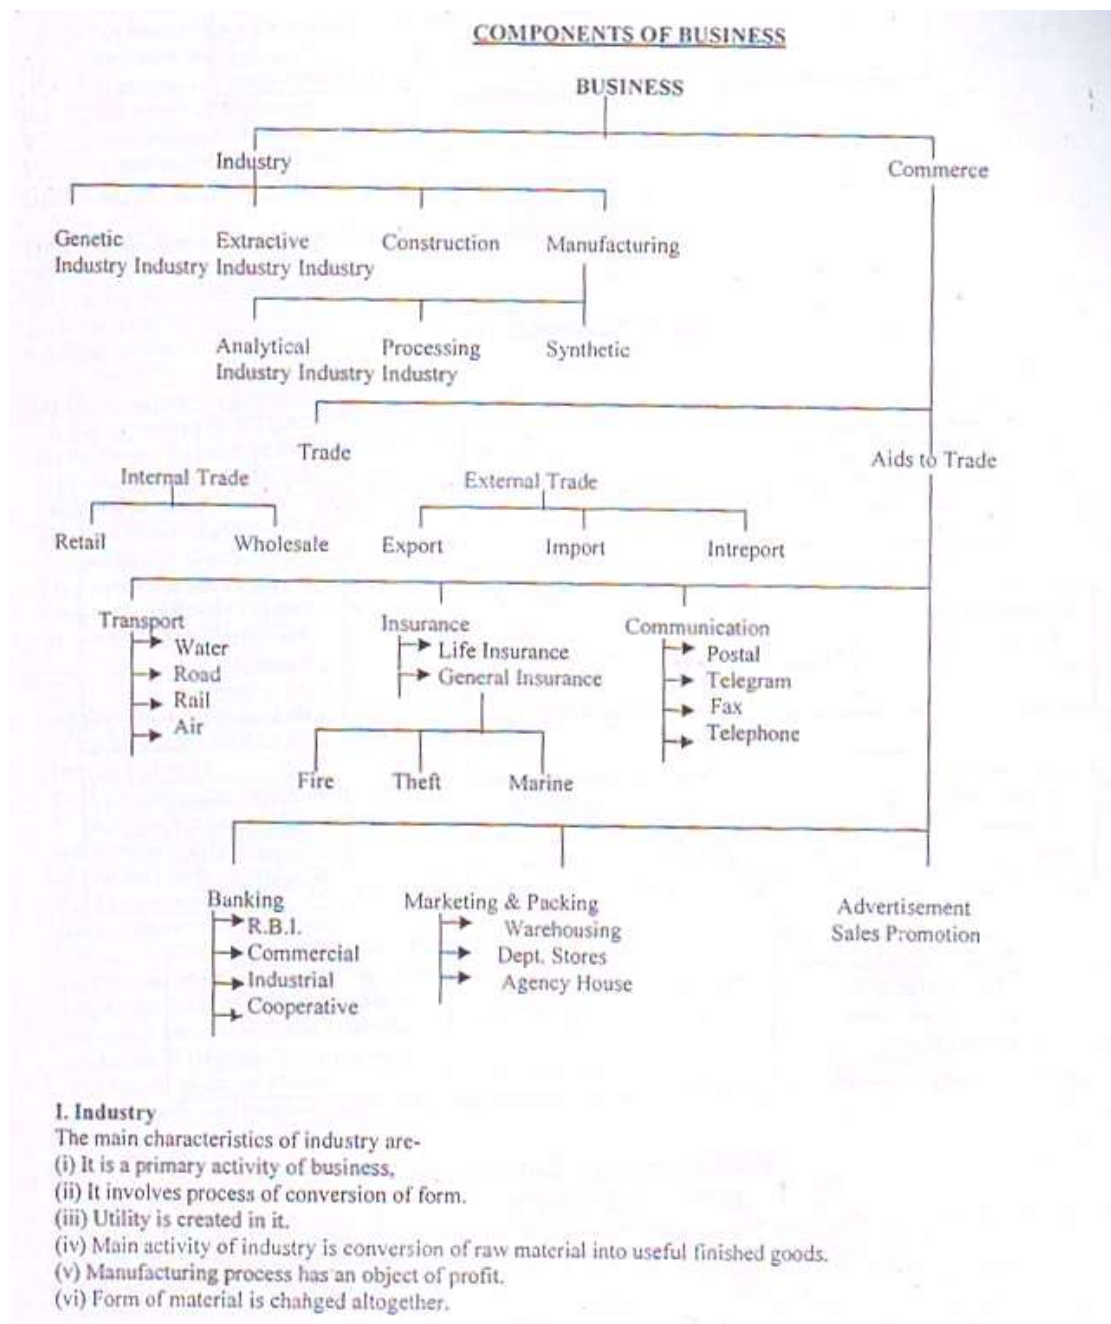 COMPONENTS OF BUSINESS
BUSINESS
Industry
Commerce
Genetic Extractive Construction Manufacturing
Industry Industry Industry Industry
Analytical Processing Synthetic
Industry Industry Industry
Trade
Aids to Trade
Internal Trade External Trade
Retail Wholesale Export Import Intreport
Transport Insurance Communication
Water Life Insurance Postal
Road General Insurance Telegram
Rail Fax
Air Telephone
Fire Theft Marine
Banking Marketing & Packing Advertisement
R.B.I. Warehousing Sales Promotion
Commercial Dept. Stores
Industrial Agency House
Cooperative
I. Industry
The main characteristics of industry are-
(i) It is a primary activity of business,
(ii) It involves process of conversion of form.
(iii) Utility is created in it.
(iv) Main activity of industry is conversion of raw material into useful finished goods.
(v) Manufacturing process has an object of profit.
(vi) Form of material is chahged altogether.